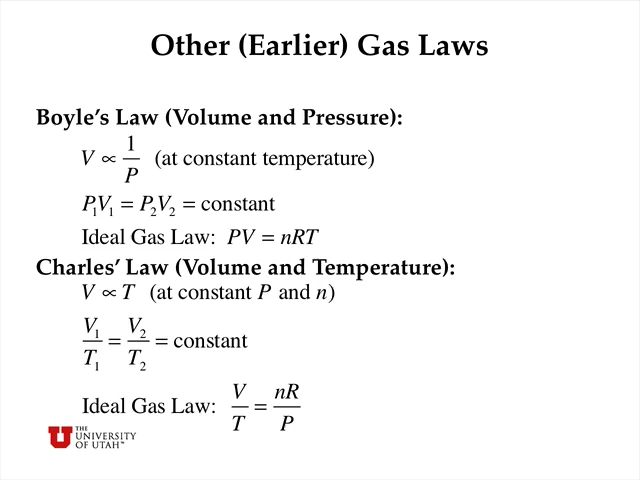 Other (Earlier) Gas Laws
Boyle’s Law (Volume and Pressure):
V ∝ 1/P (at constant temperature)
P₁V₁ = P₂V₂ = constant
Ideal Gas Law: PV = nRT
Charles’ Law (Volume and Temperature):
V ∝ T (at constant P and n)
V₁/T₁ = V₂/T₂ = constant
Ideal Gas Law: V/T = nR/P
THE
UNIVERSITY
OF UTAH™